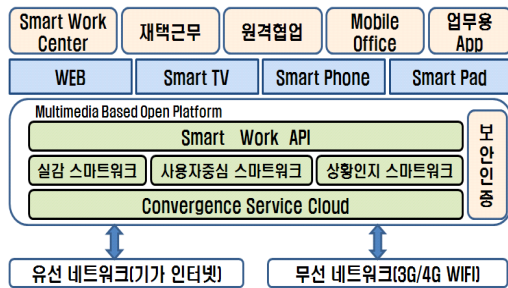 Smart Work Center
재택근무
원격협업
Mobile Office
업무용 App
WEB
Smart TV
Smart Phone
Smart Pad
Multimedia Based Open Platform
Smart Work API
실감 스마트워크
사용자중심 스마트워크
상황인지 스마트워크
Convergence Service Cloud
보안인증
유선 네트워크(기가 인터넷)
무선 네트워크(3G/4G WIFI)